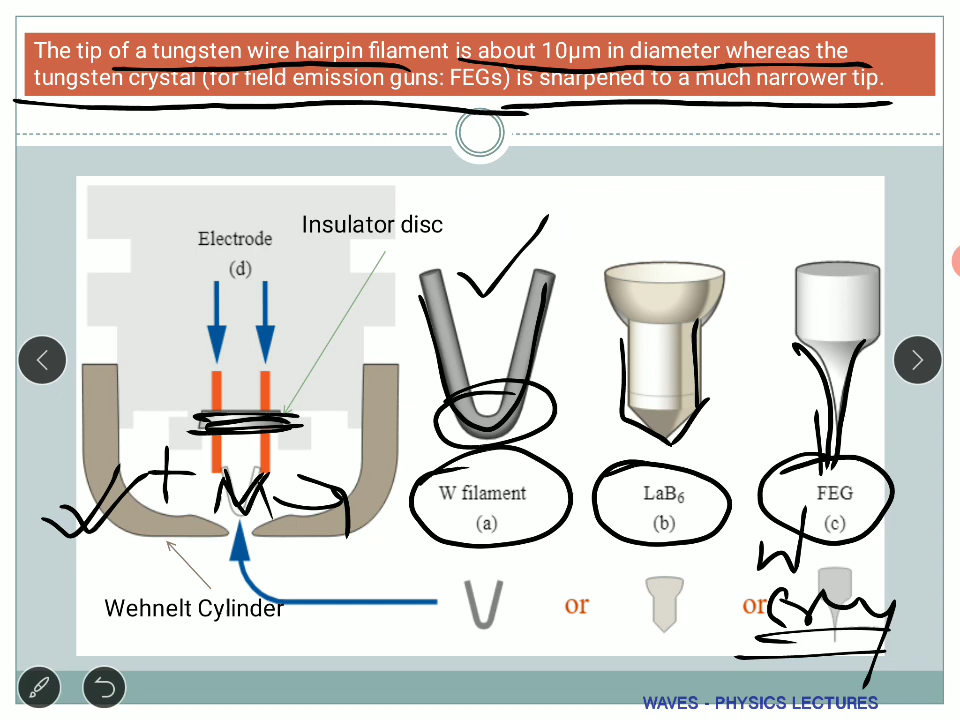 The tip of a tungsten wire hairpin filament is about 10μm in diameter whereas the
tungsten crystal (for field emission guns: FEGs) is sharpened to a much narrower tip.
Insulator disc
Electrode
(d)
W filament
(a)
LaB₆
(b)
FEG
(c)
W
Wehnelt Cylinder
or
or
WAVES - PHYSICS LECTURES